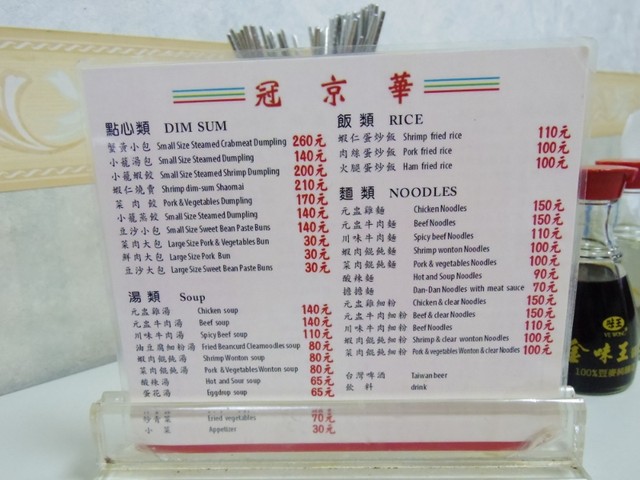 冠 京 華
點心類 DIM SUM
蟹黃小包 Small Size Steamed Crabmeat Dumpling 260元
小籠湯包 Small Size Steamed Dumpling 140元
小籠蝦餃 Small Size Steamed Shrimp Dumpling 200元
蝦仁燒賣 Shrimp dim-sum Shaomai 210元
菜肉餃 Pork & Vegetables Dumpling 170元
小籠蒸餃 Small Size Steamed Dumpling 140元
豆沙小包 Small Size Sweet Bean Paste Buns 140元
菜肉大包 Large Size Pork & Vegetables Bun 30元
鮮肉大包 Large Size Pork Bun 30元
豆沙大包 Large Size Sweet Bean Paste Buns 30元
湯類 Soup
元盅雞湯 Chicken soup 140元
元盅牛肉湯 Beef soup 140元
川味牛肉湯 Spicy Beef soup 110元
油豆腐細粉湯 Fried Beancurd Clearnoodles soup 80元
蝦肉餛飩湯 Shrimp Wonton soup 80元
菜肉餛飩湯 Pork & Vegetables Wonton soup 80元
酸辣湯 Hot and Sour soup 65元
蛋花湯 Eggdrop soup 65元
炒青菜 Fried vegetables 70元
小菜 Appetizer 30元
飯類 RICE
蝦仁蛋炒飯 Shrimp fried rice 110元
肉絲蛋炒飯 Pork fried rice 100元
火腿蛋炒飯 Ham fried rice 100元
麵類 NOODLES
元盅雞麵 Chicken Noodles 150元
元盅牛肉麵 Beef Noodles 150元
川味牛肉麵 Spicy beef Noodles 110元
蝦肉餛飩麵 Shrimp wonton Noodles 100元
菜肉餛飩麵 Pork & vegetables Noodles 100元
酸辣麵 Hot and Soup Noodles 90元
擔擔麵 Dan-Dan Noodles with meat sauce 70元
元盅雞細粉 Chicken & clear Noodles 150元
元盅牛肉細粉 Beef & clear Noodles 150元
川味牛肉細粉 Beef Noodles 110元
蝦肉餛飩細粉 Shrimp & clear wonton Noodles 100元
菜肉餛飩細粉 Pork & vegetables Wonton & clear Noodles 100元
台灣啤酒 Taiwan beer
飲料 drink
味王
VE WONG
金味王